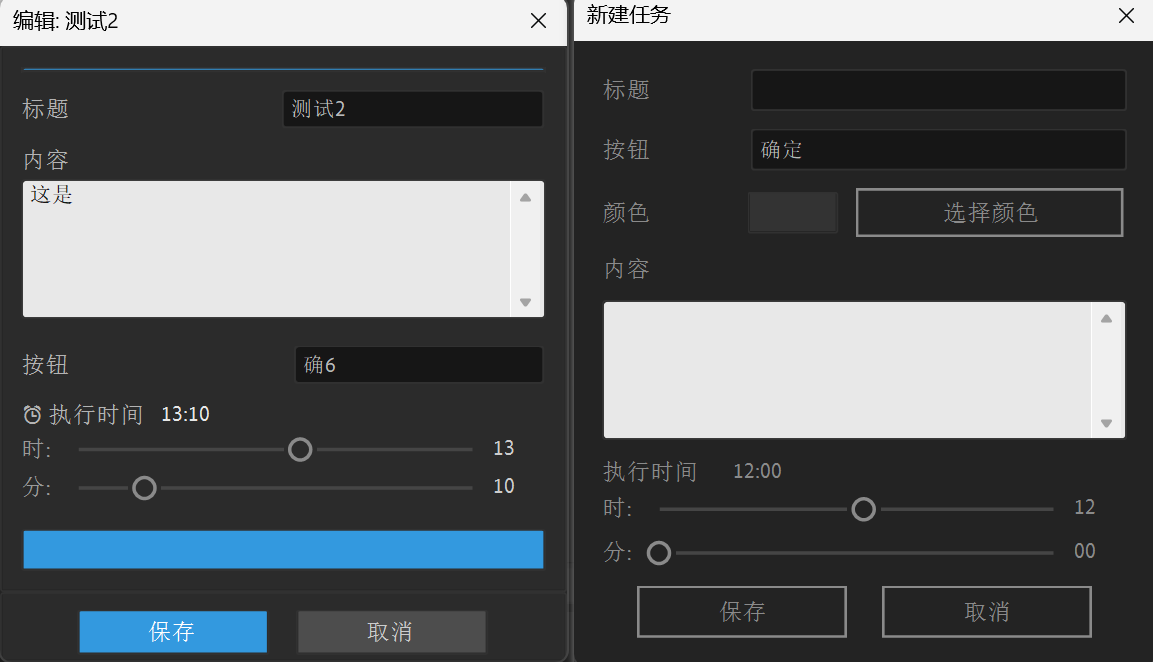 编辑: 测试2
标题
测试2
内容
这是
按钮
确6
执行时间 13:10
时: 13
分: 10
保存
取消
新建任务
标题
按钮
确定
颜色
选择颜色
内容
执行时间 12:00
时: 12
分: 00
保存
取消